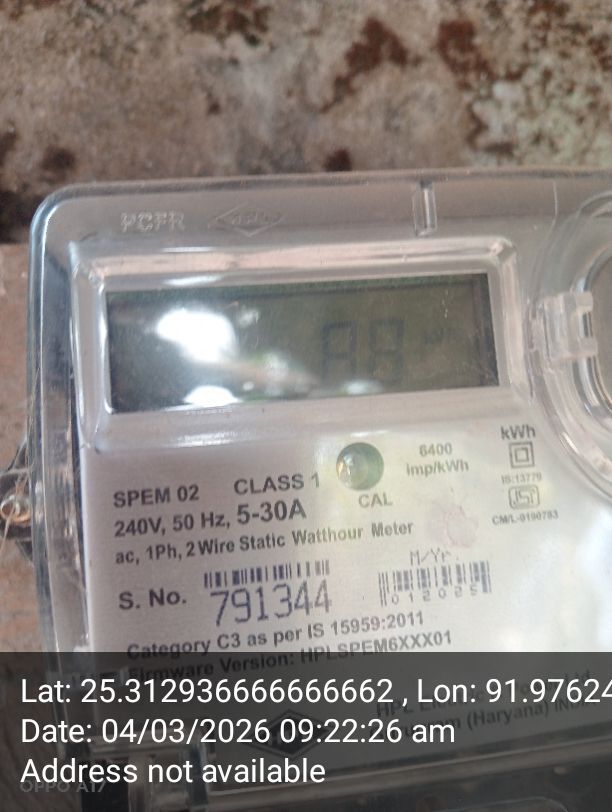 PCFR
88
SPEM 02 CLASS 1
CAL
6400
imp/kWh
kWh
IS:13779
CM/L-0190793
240V, 50 Hz, 5-30A
ac, 1Ph, 2 Wire Static Watthour Meter
M/Yr.
012025
S. No. 791344
Category C3 as per IS 15959:2011
Firmware Version: HPLSPEM6XXX01
(Haryana)
Lat: 25.312936666666662 , Lon: 91.97624
Date: 04/03/2026 09:22:26 am
Address not available
OPPO A17